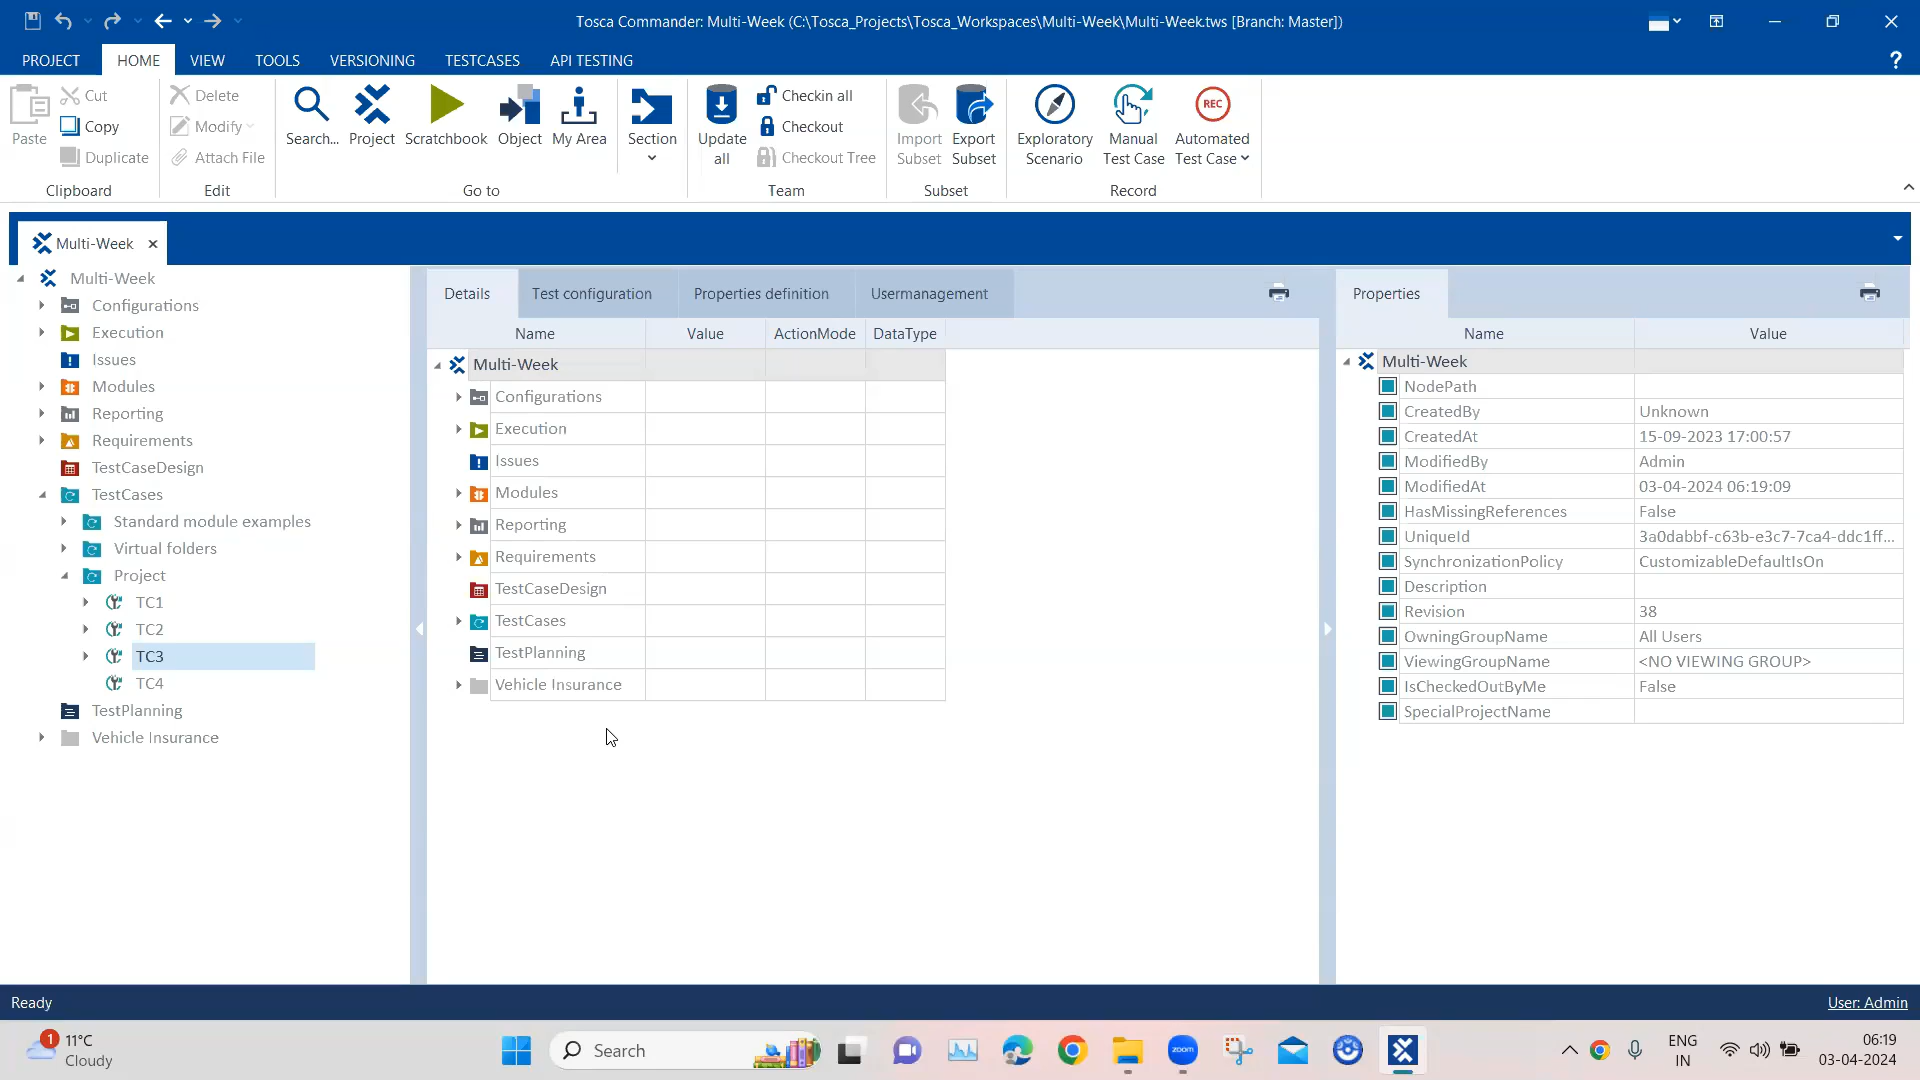 Tosca Commander: Multi-Week (C:\Tosca_Projects\Tosca_Workspaces\Multi-Week\Multi-Week.tws [Branch: Master])
PROJECT HOME VIEW TOOLS VERSIONING TESTCASES API TESTING ?
Paste
Cut
Copy
Duplicate
Clipboard
Delete
Modify
Attach File
Edit
Search...
Project
Scratchbook
Object
My Area
Go to
Section
Update all
Checkin all
Checkout
Checkout Tree
Team
Import Subset
Export Subset
Subset
Exploratory Scenario
Manual Test Case
REC
Automated Test Case
Record
Multi-Week
Multi-Week
Configurations
Execution
Issues
Modules
Reporting
Requirements
TestCaseDesign
TestCases
Standard module examples
Virtual folders
Project
TC1
TC2
TC3
TC4
TestPlanning
Vehicle Insurance
Details Test configuration Properties definition Usermanagement
Name Value ActionMode DataType
Multi-Week
Configurations
Execution
Issues
Modules
Reporting
Requirements
TestCaseDesign
TestCases
TestPlanning
Vehicle Insurance
Properties
Name Value
Multi-Week
NodePath
CreatedBy Unknown
CreatedAt 15-09-2023 17:00:57
ModifiedBy Admin
ModifiedAt 03-04-2024 06:19:09
HasMissingReferences False
UniqueId 3a0dabbf-c63b-e3c7-7ca4-ddc1ff...
SynchronizationPolicy CustomizableDefaultIsOn
Description
Revision 38
OwningGroupName All Users
ViewingGroupName <NO VIEWING GROUP>
IsCheckedOutByMe False
SpecialProjectName
Ready User: Admin
1
11°C
Cloudy
Search
zoom
ENG
IN
06:19
03-04-2024